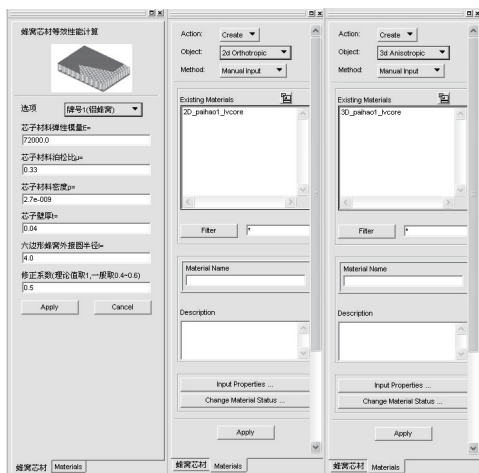 蜂窝芯材等效性能计算
选项
牌号1(铝蜂窝)
芯子材料弹性模量E=
72000.0
芯子材料泊松比μ=
0.33
芯子材料密度ρ=
2.7e-009
芯子壁厚t=
0.04
六边形蜂窝外接圆半径l=
4.0
修正系数(理论值取1,一般取0.4~0.6)
0.5
Apply
Cancel
蜂窝芯材
Materials
Action:
Create
Object:
2d Orthotropic
Method:
Manual Input
Existing Materials
2D_paihao1_lvcore
Filter
*
Material Name
Description
Input Properties ...
Change Material Status ...
Apply
蜂窝芯材
Materials
Action:
Create
Object:
3d Anisotropic
Method:
Manual Input
Existing Materials
3D_paihao1_lvcore
Filter
*
Material Name
Description
Input Properties ...
Change Material Status ...
Apply
蜂窝芯材
Materials